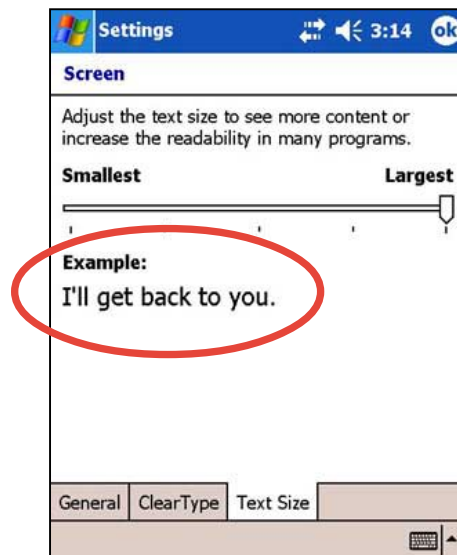 Settings 3:14 ok
Screen
Adjust the text size to see more content or
increase the readability in many programs.
Smallest Largest
Example:
I'll get back to you.
General ClearType Text Size